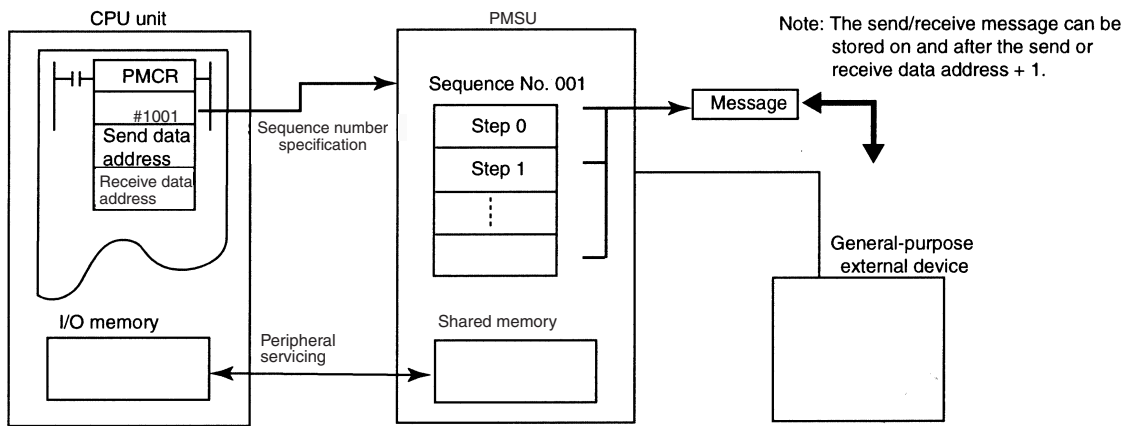 CPU unit
PMCR
#1001
Send data
address
Receive data
address
I/O memory
Sequence number
specification
Peripheral
servicing
PMSU
Sequence No. 001
Step 0
Step 1
Shared memory
Message
Note: The send/receive message can be
stored on and after the send or
receive data address + 1.
General-purpose
external device